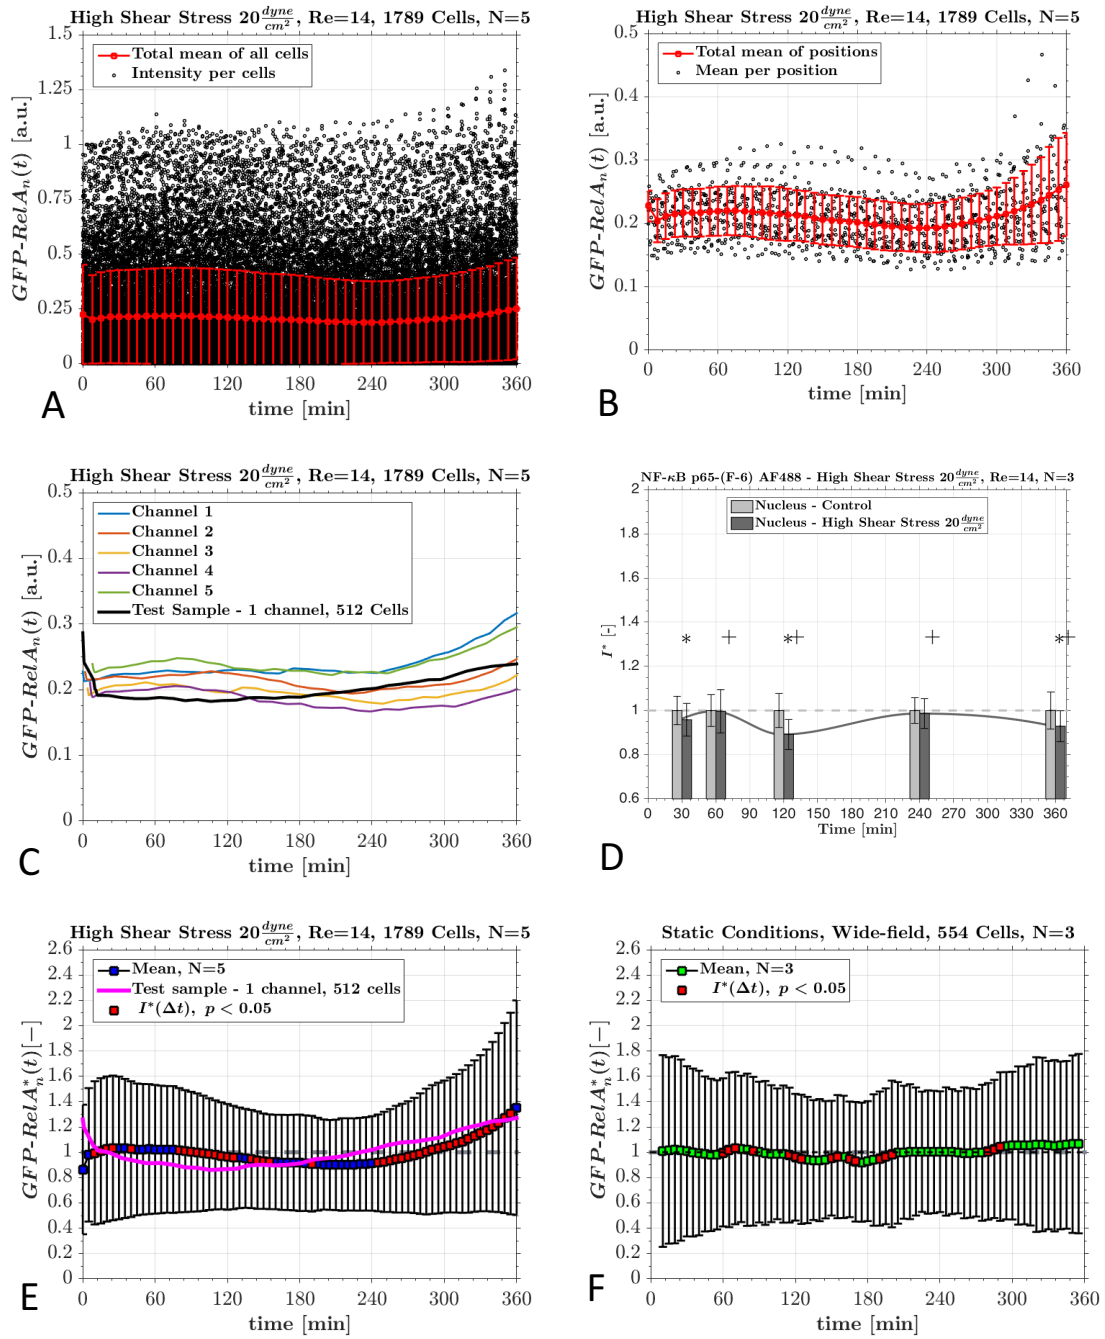 High Shear Stress 20 dyne/cm², Re=14, 1789 Cells, N=5
GFP-RelAₙ(t) [a.u.]
1.5
1.25
1
0.75
0.5
0.25
0
Total mean of all cells
Intensity per cells
0 60 120 180 240 300 360
time [min]
A
High Shear Stress 20 dyne/cm², Re=14, 1789 Cells, N=5
GFP-RelAₙ(t) [a.u.]
0.5
0.4
0.3
0.2
0.1
0
Total mean of positions
Mean per position
0 60 120 180 240 300 360
time [min]
B
High Shear Stress 20 dyne/cm², Re=14, 1789 Cells, N=5
GFP-RelAₙ(t) [a.u.]
0.5
0.4
0.3
0.2
0.1
0
Channel 1
Channel 2
Channel 3
Channel 4
Channel 5
Test Sample - 1 channel, 512 Cells
0 60 120 180 240 300 360
time [min]
C
NF-κB p65-(F-6) AF488 - High Shear Stress 20 dyne/cm², Re=14, N=3
I* [-]
2
1.8
1.6
1.4
1.2
1
0.8
0.6
Nucleus - Control
Nucleus - High Shear Stress 20 dyne/cm²
* + *+ + *+
0 30 60 90 120 150 180 210 240 270 300 330 360
Time [min]
D
High Shear Stress 20 dyne/cm², Re=14, 1789 Cells, N=5
GFP-RelA*ₙ(t)[−]
2.6
2.4
2.2
2
1.8
1.6
1.4
1.2
1
0.8
0.6
0.4
0.2
0
Mean, N=5
Test sample - 1 channel, 512 cells
I*(Δt), p < 0.05
0 60 120 180 240 300 360
time [min]
E
Static Conditions, Wide-field, 554 Cells, N=3
GFP-RelA*ₙ(t)[−]
2.6
2.4
2.2
2
1.8
1.6
1.4
1.2
1
0.8
0.6
0.4
0.2
0
Mean, N=3
I*(Δt), p < 0.05
0 60 120 180 240 300 360
time [min]
F